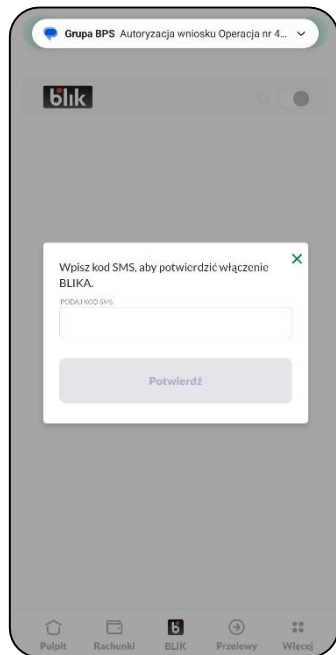 Grupa BPS Autoryzacja wniosku Operacja nr 4...
blik
Wpisz kod SMS, aby potwierdzić włączenie
BLIKA.
PODAJ KOD SMS
Potwierdź
Pulpit Rachunki BLIK Przelewy Więcej